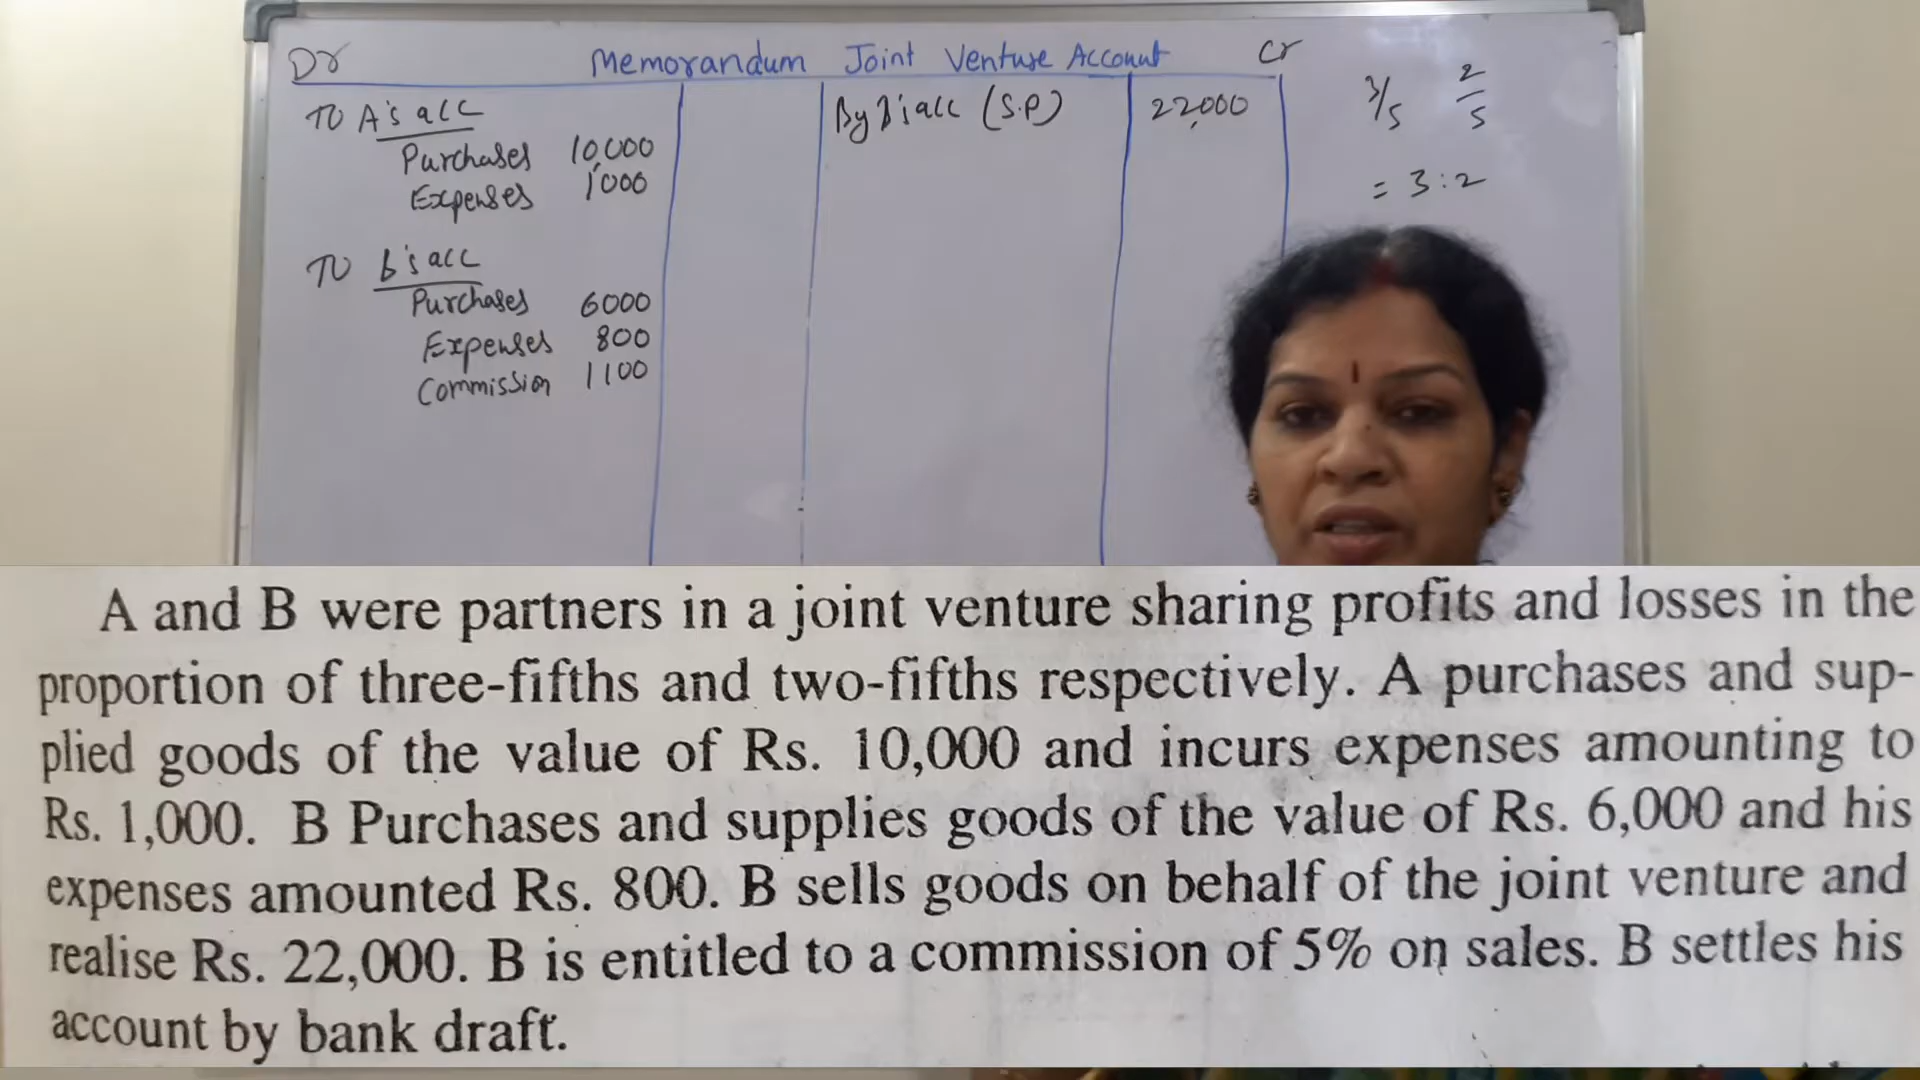 Dr Memorandum Joint Venture Account Cr
To A's acc
Purchases 10,000
Expenses 1,000
To B's acc
Purchases 6000
Expenses 800
Commission 1100
By B's acc (S.P) 22,000
3/5 2/5
= 3:2
A and B were partners in a joint venture sharing profits and losses in the
proportion of three-fifths and two-fifths respectively. A purchases and sup-
plied goods of the value of Rs. 10,000 and incurs expenses amounting to
Rs. 1,000. B Purchases and supplies goods of the value of Rs. 6,000 and his
expenses amounted Rs. 800. B sells goods on behalf of the joint venture and
realise Rs. 22,000. B is entitled to a commission of 5% on sales. B settles his
account by bank draft.